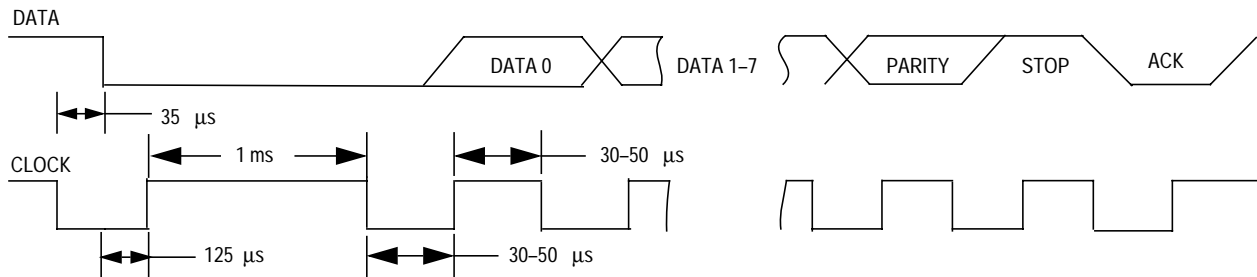 DATA
DATA 0
DATA 1–7
PARITY
STOP
ACK
35 μs
1 ms
30–50 μs
CLOCK
125 μs
30–50 μs